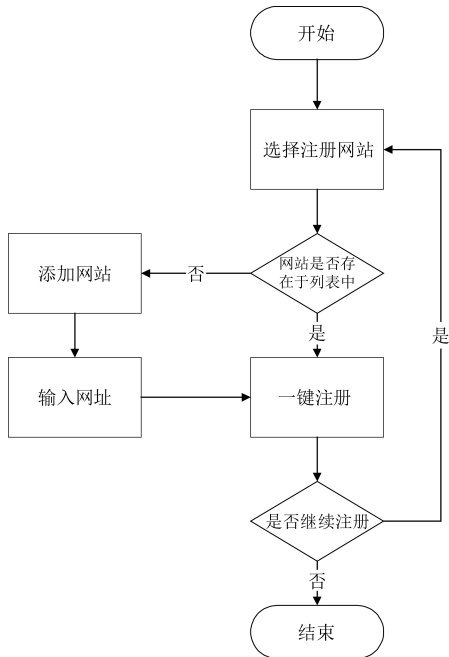 开始
选择注册网站
网站是否存
在于列表中
否
添加网站
是
是
输入网址
一键注册
是否继续注册
否
结束